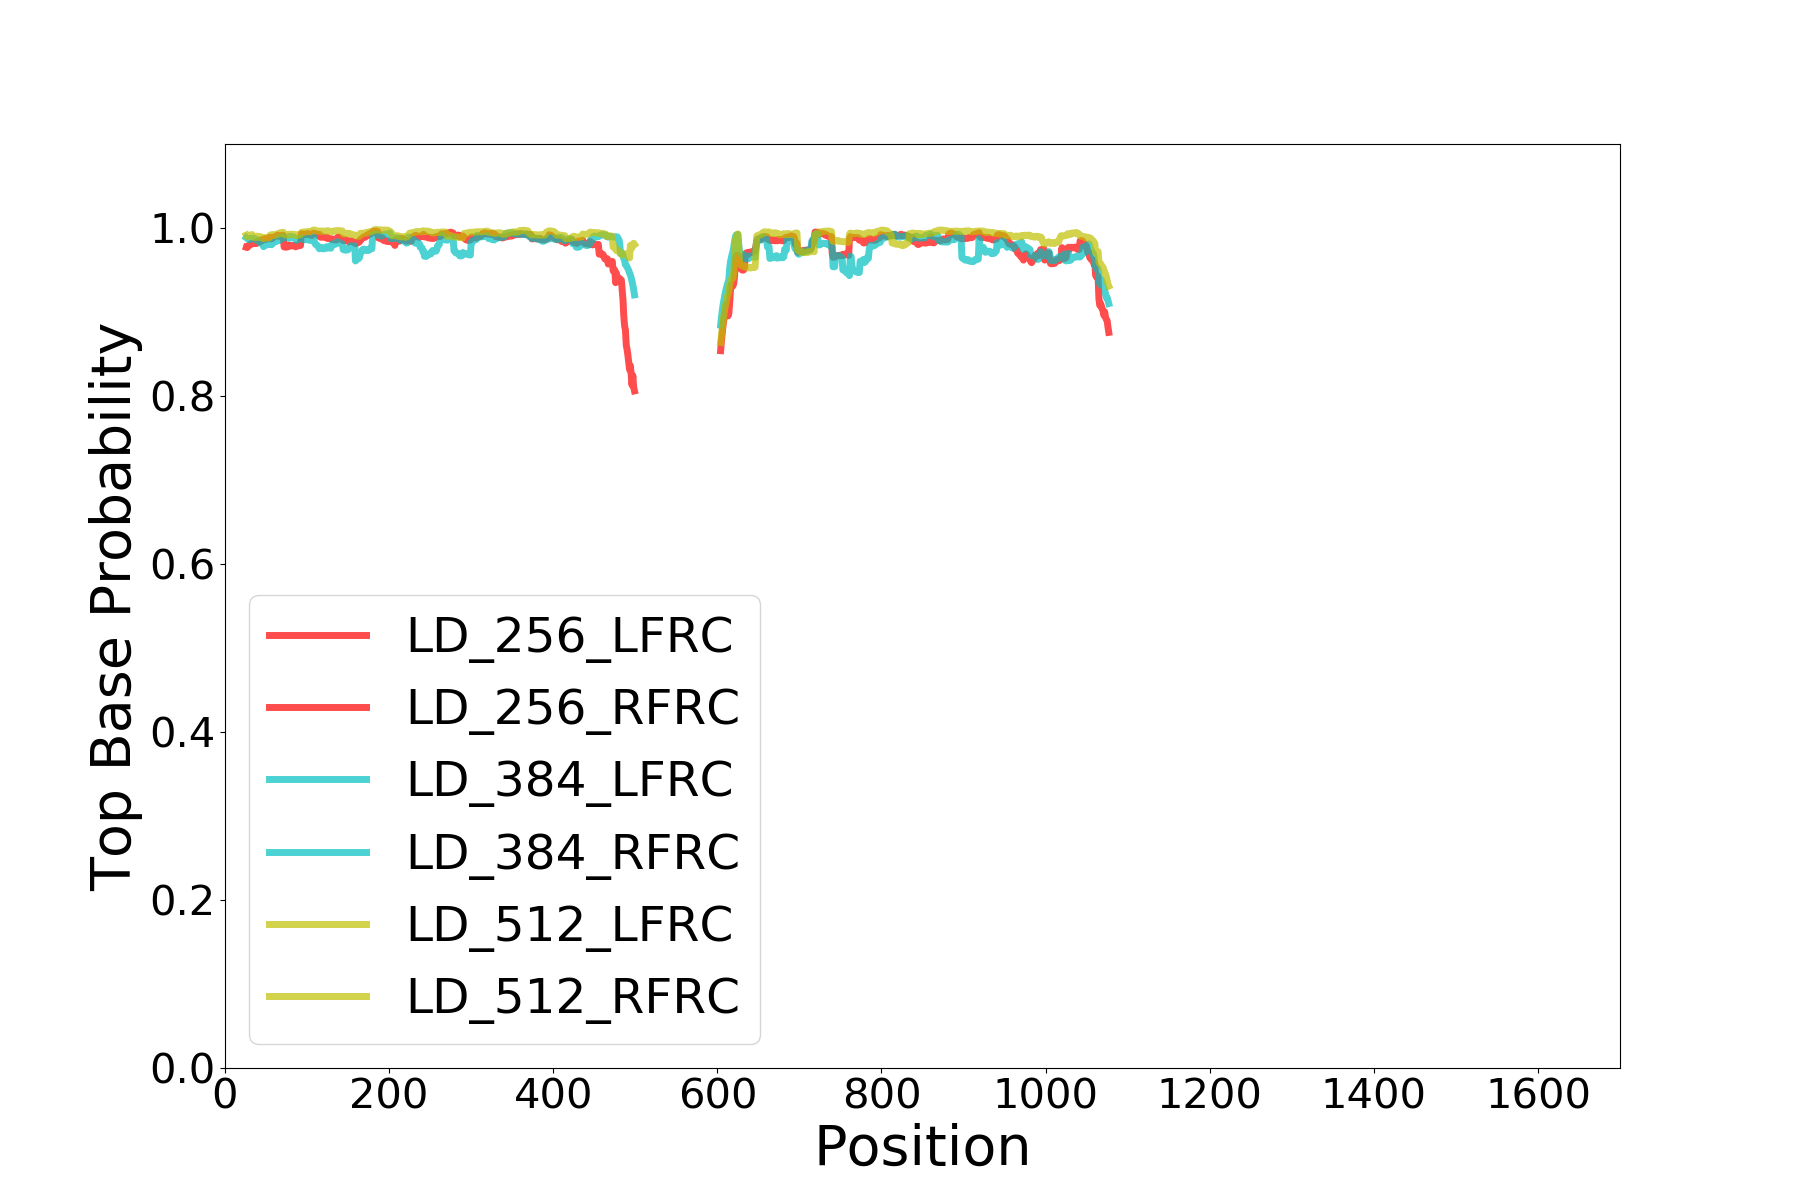 Top Base Probability
1.0
0.8
0.6
0.4
0.2
0.0
LD_256_LFRC
LD_256_RFRC
LD_384_LFRC
LD_384_RFRC
LD_512_LFRC
LD_512_RFRC
0 200 400 600 800 1000 1200 1400 1600
Position